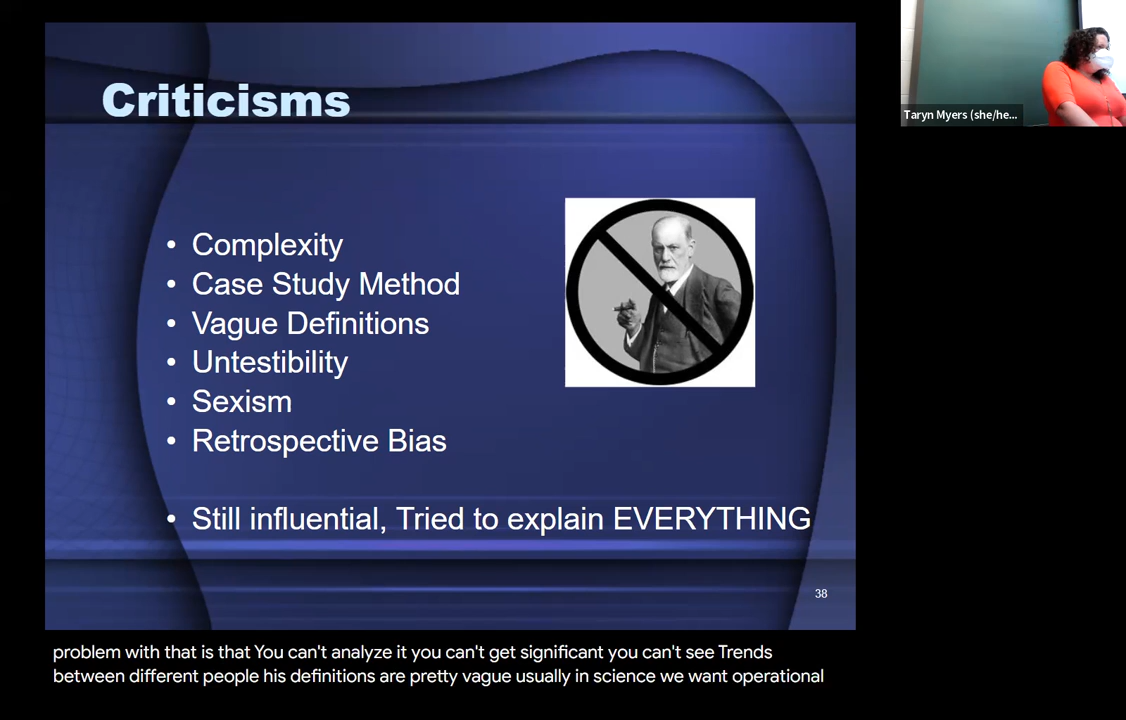 Criticisms
• Complexity
• Case Study Method
• Vague Definitions
• Untestibility
• Sexism
• Retrospective Bias
• Still influential, Tried to explain EVERYTHING
38
Taryn Myers (she/he...
problem with that is that You can't analyze it you can't get significant you can't see Trends
between different people his definitions are pretty vague usually in science we want operational